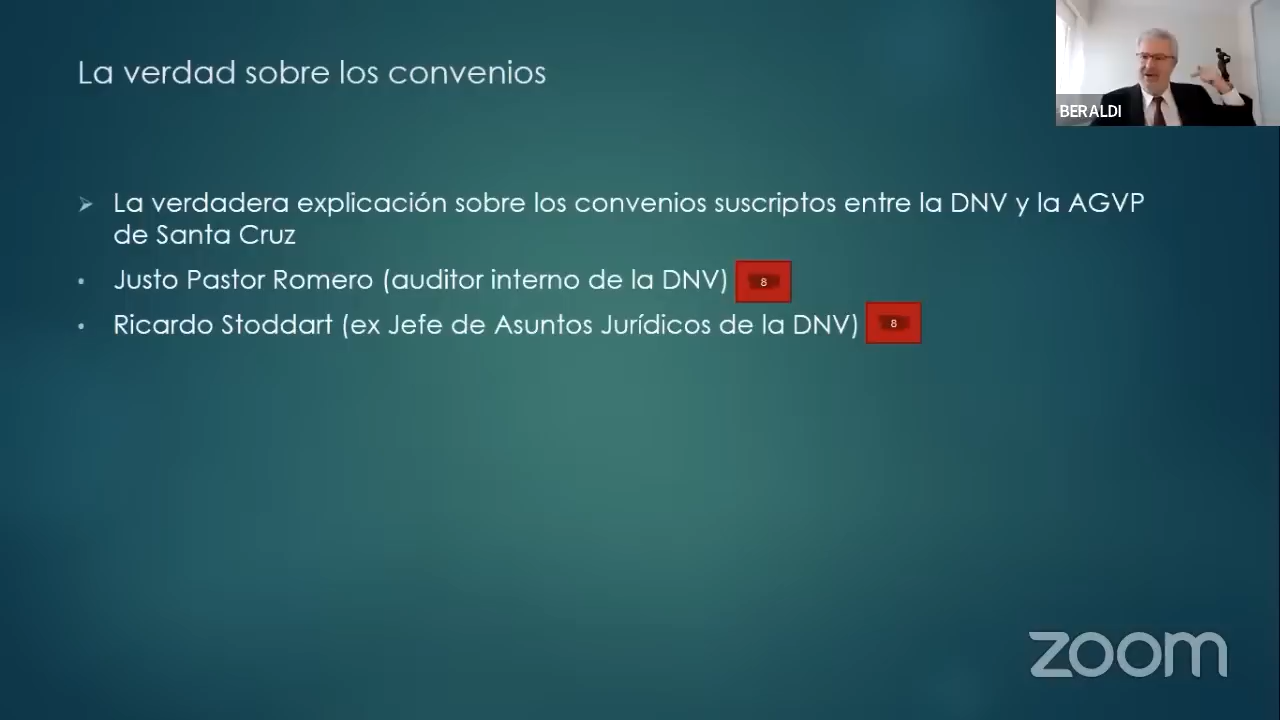 La verdad sobre los convenios
BERALDI
La verdadera explicación sobre los convenios suscriptos entre la DNV y la AGVP
de Santa Cruz
Justo Pastor Romero (auditor interno de la DNV) 8
Ricardo Stoddart (ex Jefe de Asuntos Jurídicos de la DNV) 8
zoom